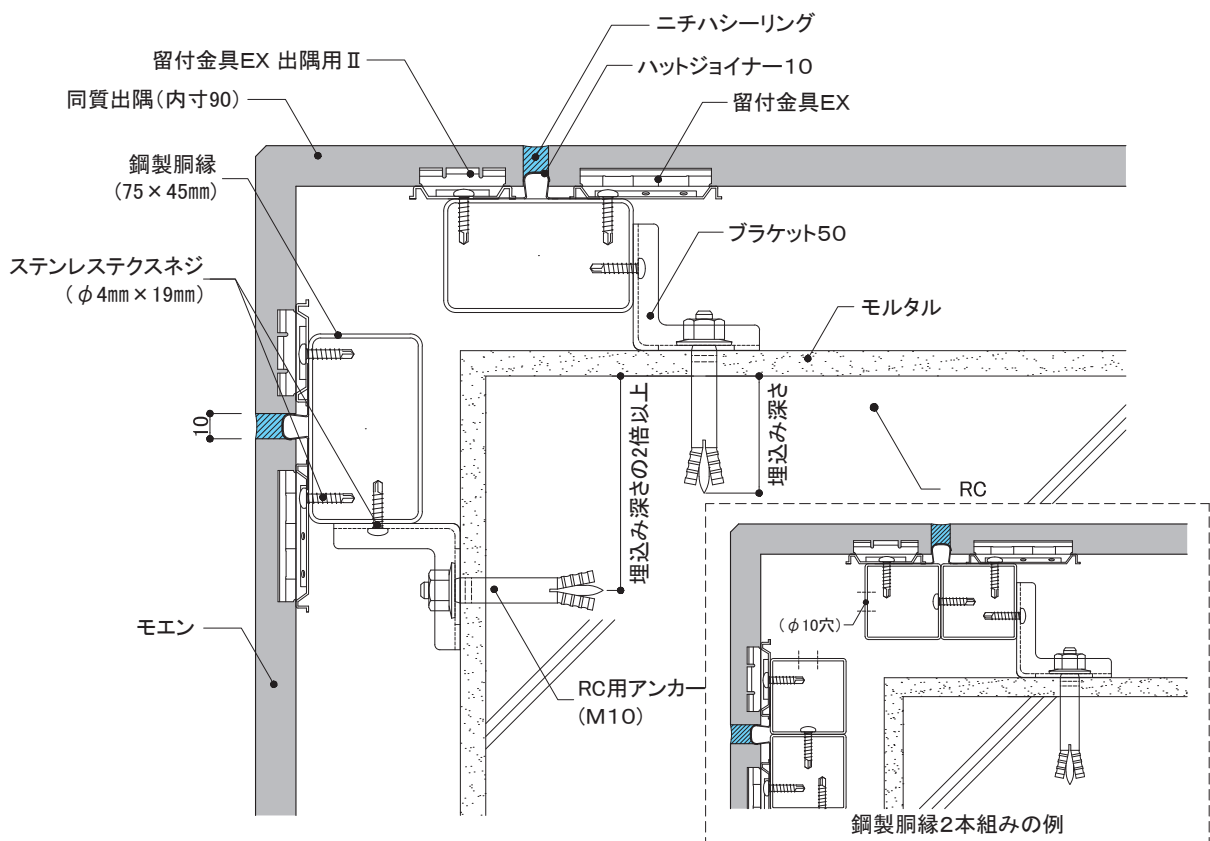 ニチハシーリング
留付金具EX 出隅用Ⅱ
ハットジョイナー10
同質出隅(内寸90)
留付金具EX
鋼製胴縁
(75×45mm)
ブラケット50
ステンレステクスネジ
(φ4mm×19mm)
モルタル
10
埋込み深さの2倍以上
埋込み深さ
RC
モエン
RC用アンカー
(M10)
(φ10穴)
鋼製胴縁2本組みの例